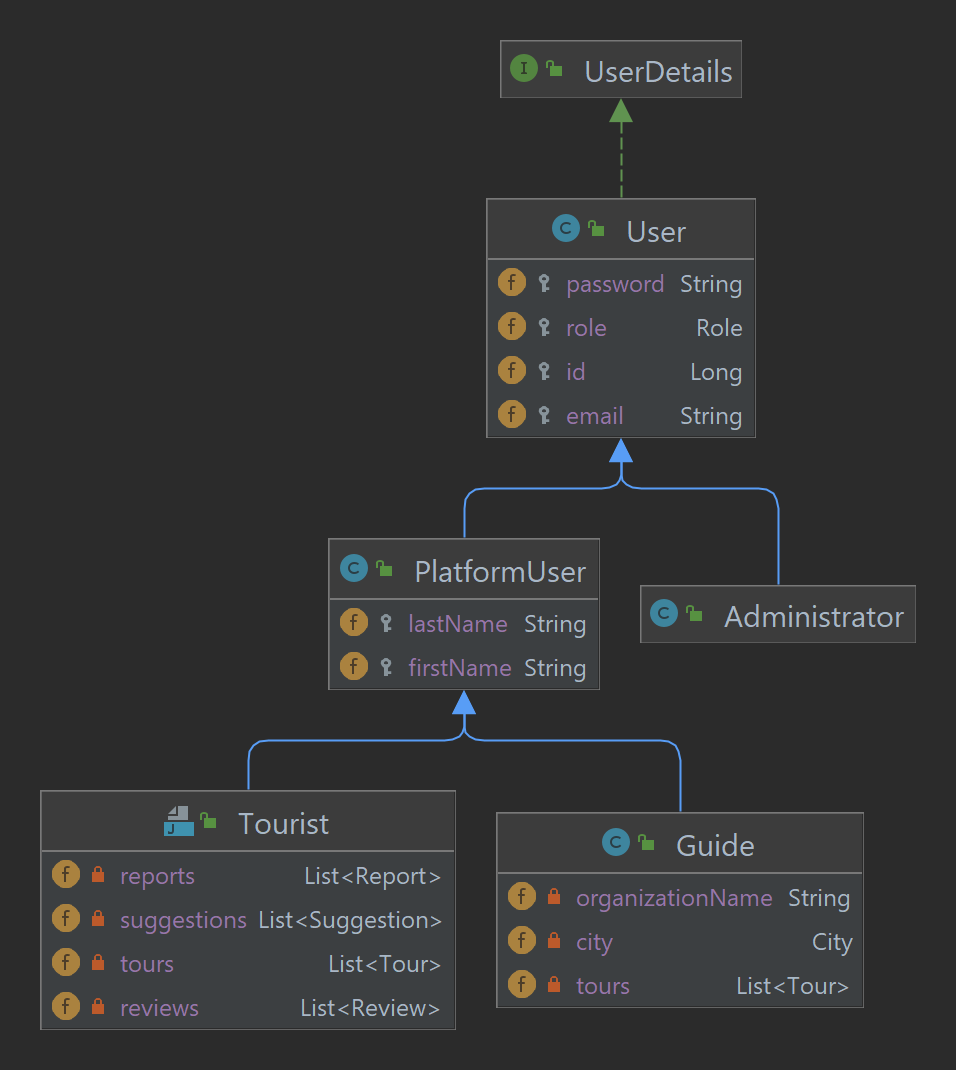 I UserDetails
C User
f password String
f role Role
f id Long
f email String
C PlatformUser
f lastName String
f firstName String
C Administrator
J Tourist
f reports List<Report>
f suggestions List<Suggestion>
f tours List<Tour>
f reviews List<Review>
C Guide
f organizationName String
f city City
f tours List<Tour>